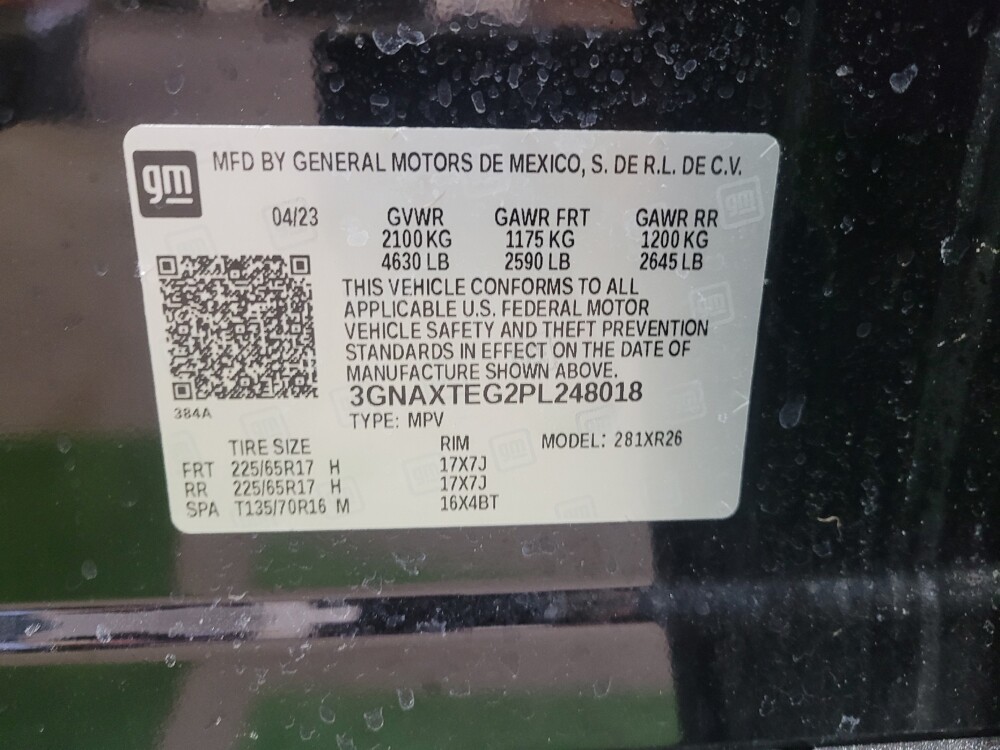 gm MFD BY GENERAL MOTORS DE MEXICO, S. DE R.L. DE C.V.
04/23 GVWR GAWR FRT GAWR RR
2100 KG 1175 KG 1200 KG
4630 LB 2590 LB 2645 LB
THIS VEHICLE CONFORMS TO ALL
APPLICABLE U.S. FEDERAL MOTOR
VEHICLE SAFETY AND THEFT PREVENTION
STANDARDS IN EFFECT ON THE DATE OF
MANUFACTURE SHOWN ABOVE.
3GNAXTEG2PL248018
384A
TYPE: MPV
TIRE SIZE RIM MODEL: 281XR26
FRT 225/65R17 H 17X7J
RR 225/65R17 H 17X7J
SPA T135/70R16 M 16X4BT